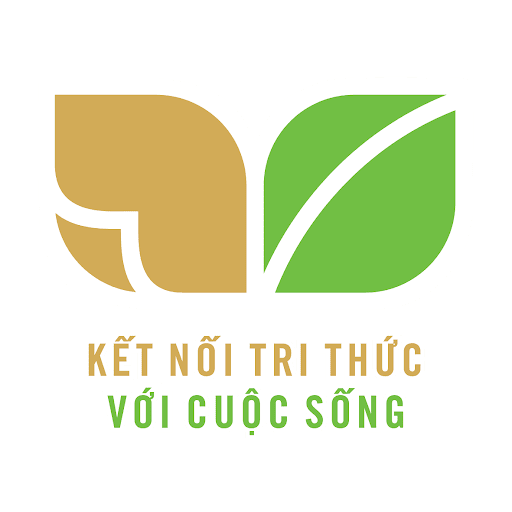 KẾT NỐI TRI THỨC
VỚI CUỘC SỐNG